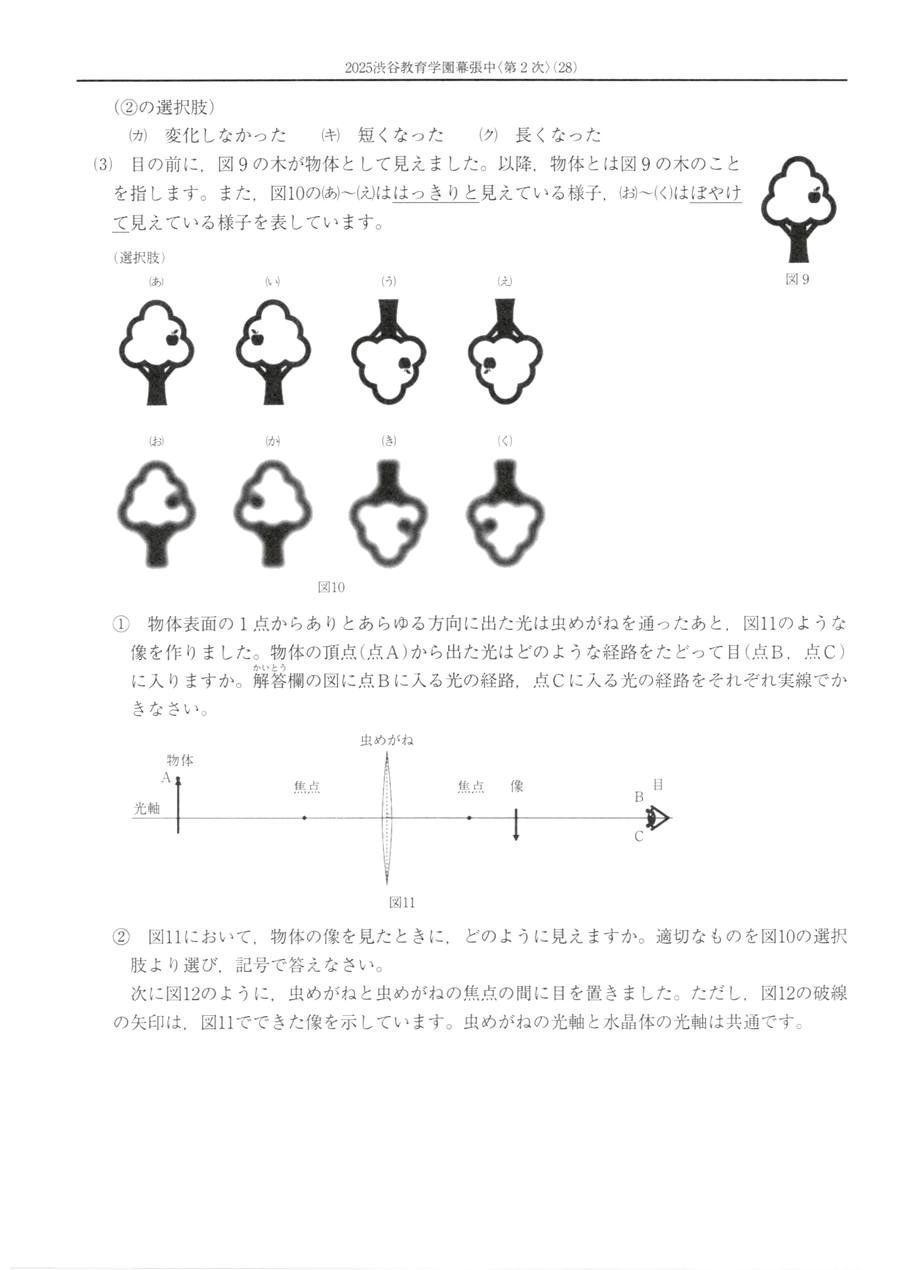 2025渋谷教育学園幕張中〈第2次〉(28)
(②の選択肢)
㋕ 変化しなかった ㋖ 短くなった ㋗ 長くなった
⑶ 目の前に,図9の木が物体として見えました。以降,物体とは図9の木のこと
を指します。また,図10の(あ)~(え)ははっきりと見えている様子,(お)~(く)はぼやけ
て見えている様子を表しています。
図9
(選択肢)
(あ) (い) (う) (え)
(お) (か) (き) (く)
図10
① 物体表面の1点からありとあらゆる方向に出た光は虫めがねを通ったあと,図11のような
像を作りました。物体の頂点(点A)から出た光はどのような経路をたどって目(点B,点C)
かいとう
に入りますか。解答欄の図に点Bに入る光の経路,点Cに入る光の経路をそれぞれ実線でか
きなさい。
虫めがね
物体
A
焦点 焦点 像 目
B
光軸
C
図11
② 図11において,物体の像を見たときに,どのように見えますか。適切なものを図10の選択
肢より選び,記号で答えなさい。
次に図12のように,虫めがねと虫めがねの焦点の間に目を置きました。ただし,図12の破線
の矢印は,図11でできた像を示しています。虫めがねの光軸と水晶体の光軸は共通です。